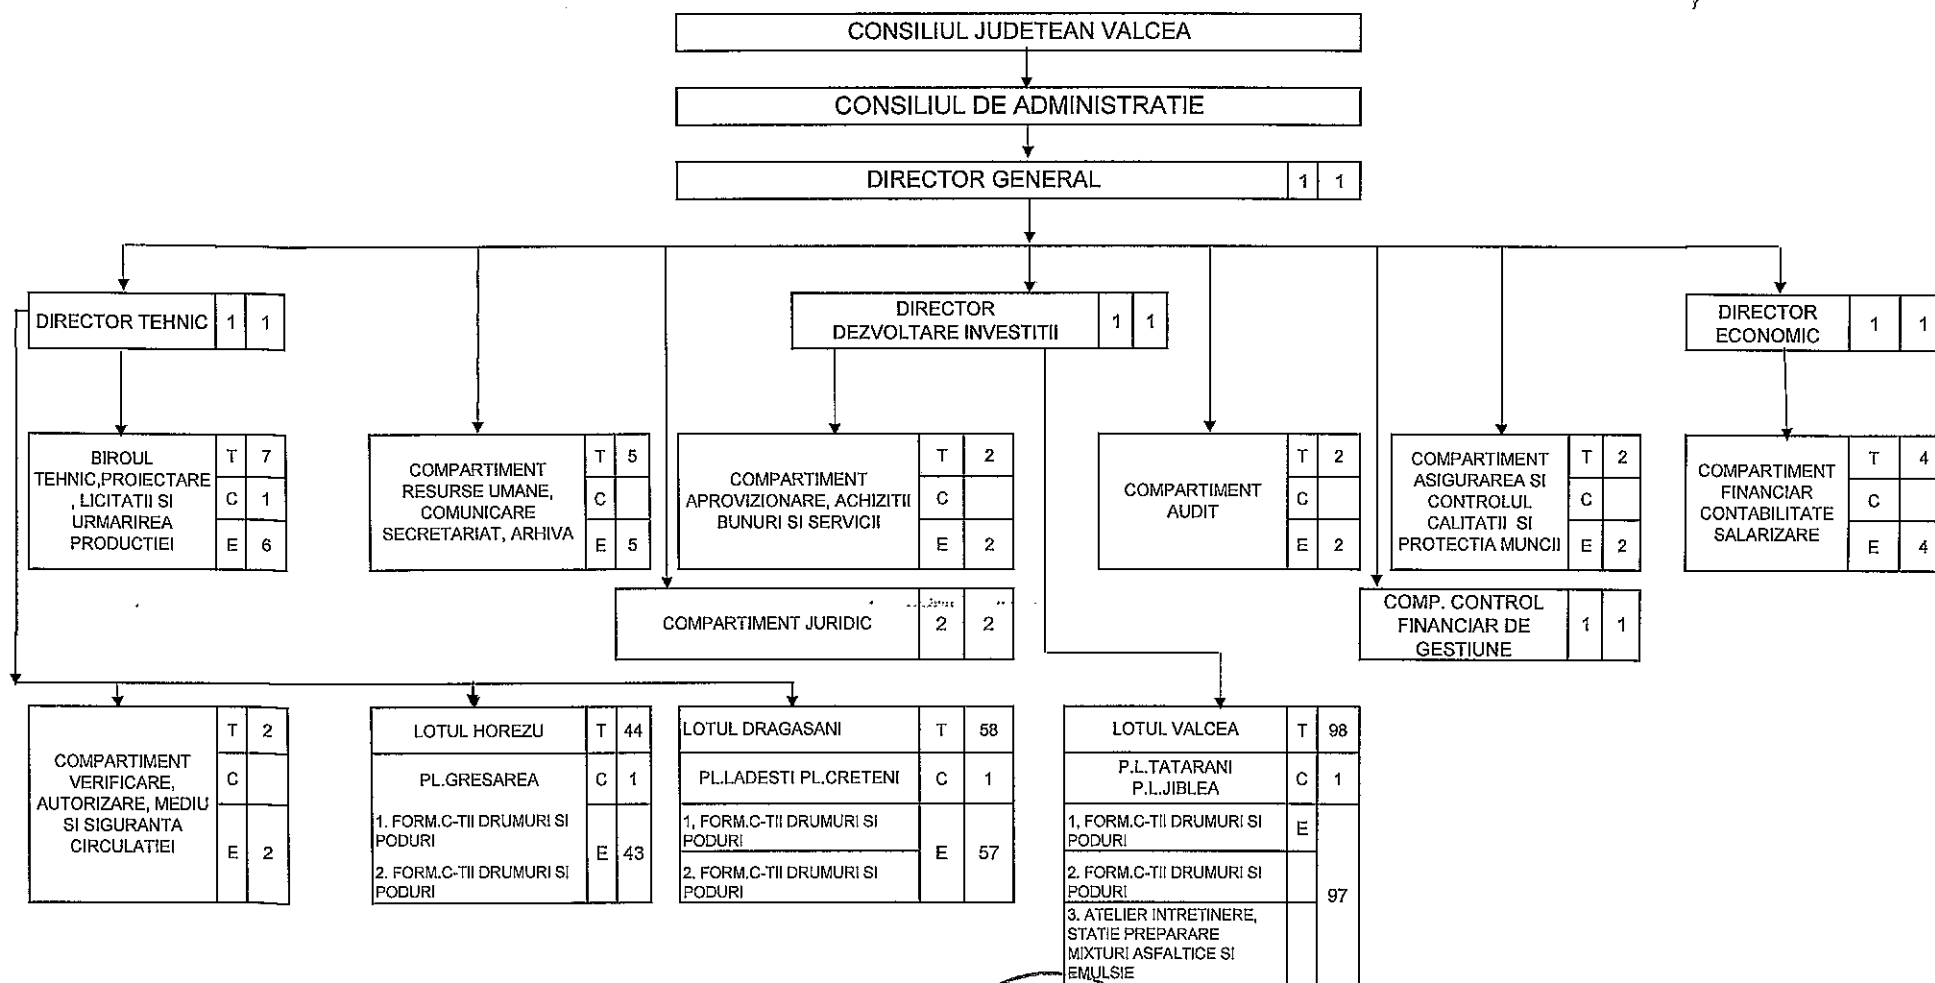 CONSILIUL JUDETEAN VALCEA
CONSILIUL DE ADMINISTRATIE
DIRECTOR GENERAL 1 1
DIRECTOR TEHNIC 1 1
DIRECTOR
DEZVOLTARE INVESTITII 1 1
DIRECTOR
ECONOMIC 1 1
BIROUL
TEHNIC,PROIECTARE
, LICITATII SI
URMARIREA
PRODUCTIEI
T 7
C 1
E 6
COMPARTIMENT
RESURSE UMANE,
COMUNICARE
SECRETARIAT, ARHIVA
T 5
C
E 5
COMPARTIMENT
APROVIZIONARE, ACHIZITII
BUNURI SI SERVICII
T 2
C
E 2
COMPARTIMENT
AUDIT
T 2
C
E 2
COMPARTIMENT
ASIGURAREA SI
CONTROLUL
CALITATII SI
PROTECTIA MUNCII
T 2
C
E 2
COMPARTIMENT
FINANCIAR
CONTABILITATE
SALARIZARE
T 4
C
E 4
COMPARTIMENT JURIDIC 2 2
COMP. CONTROL
FINANCIAR DE
GESTIUNE
1 1
COMPARTIMENT
VERIFICARE,
AUTORIZARE, MEDIU
SI SIGURANTA
CIRCULATIEI
T 2
C
E 2
LOTUL HOREZU T 44
PL.GRESAREA C 1
1. FORM.C-TII DRUMURI SI
PODURI
2. FORM.C-TII DRUMURI SI
PODURI
E 43
LOTUL DRAGASANI T 58
PL.LADESTI PL.CRETENI C 1
1, FORM.C-TII DRUMURI SI
PODURI
2. FORM.C-TII DRUMURI SI
PODURI
E 57
LOTUL VALCEA T 98
P.L.TATARANI
P.L.JIBLEA
C 1
1, FORM.C-TII DRUMURI SI
PODURI
E
2. FORM.C-TII DRUMURI SI
PODURI
97
3. ATELIER INTRETINERE,
STATIE PREPARARE
MIXTURI ASFALTICE SI
EMULSIE